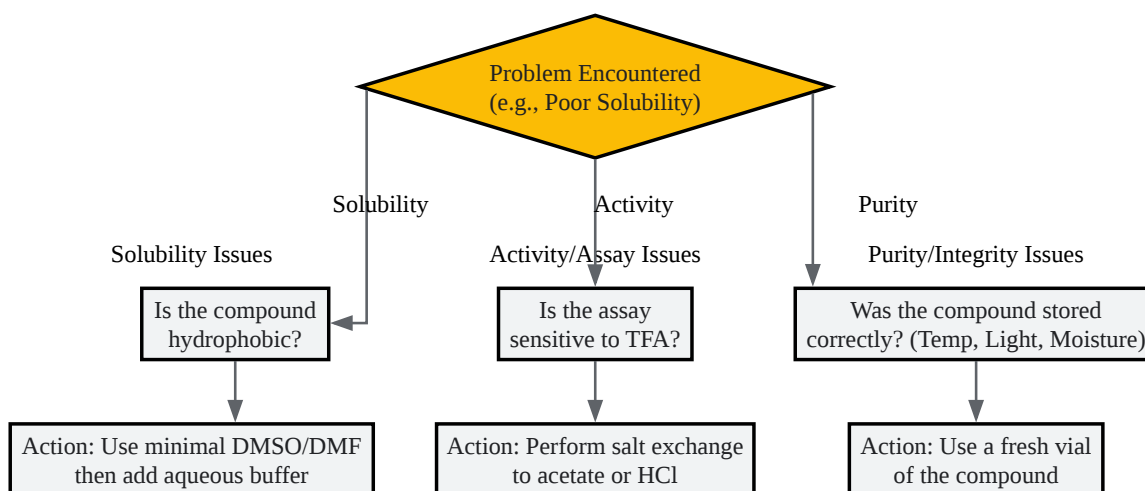 Problem Encountered
(e.g., Poor Solubility)
Solubility
Activity
Purity
Solubility Issues
Activity/Assay Issues
Purity/Integrity Issues
Is the compound
hydrophobic?
Is the assay
sensitive to TFA?
Was the compound stored
correctly? (Temp, Light, Moisture)
Action: Use minimal DMSO/DMF
then add aqueous buffer
Action: Perform salt exchange
to acetate or HCl
Action: Use a fresh vial
of the compound